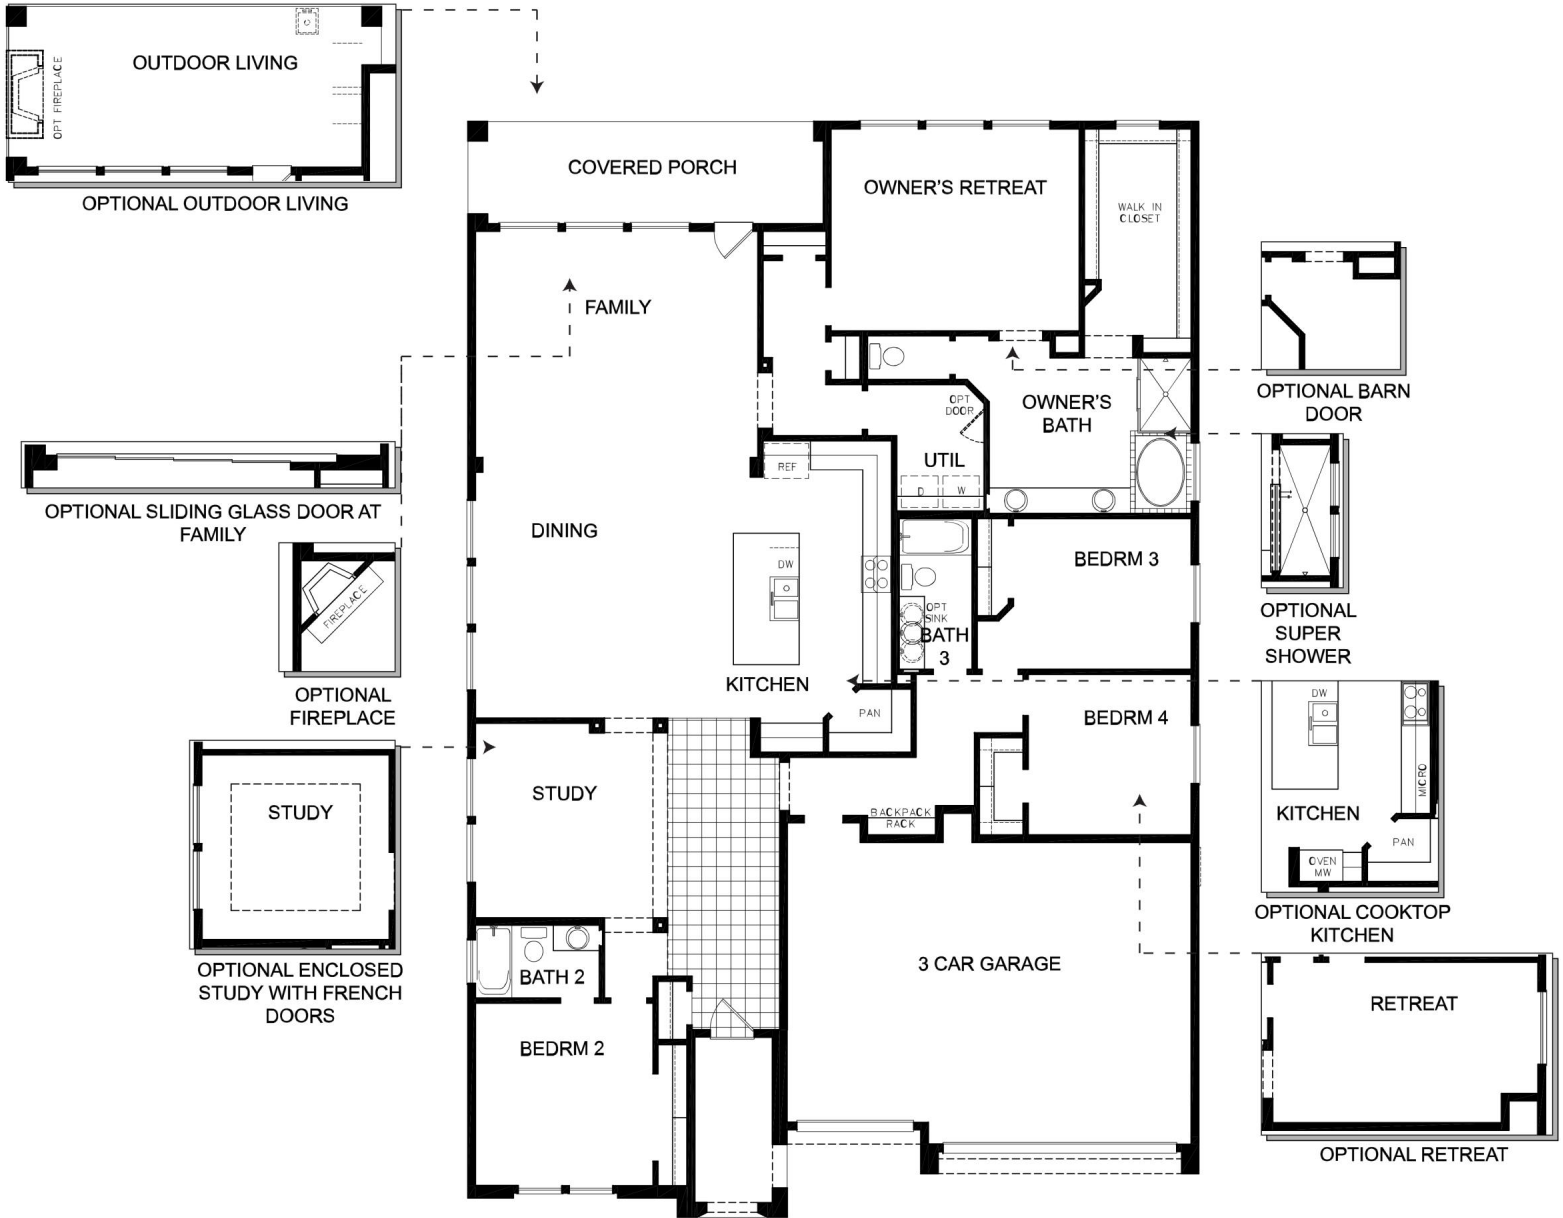 OUTDOOR LIVING
OPT FIREPLACE
OPTIONAL OUTDOOR LIVING
COVERED PORCH
OWNER'S RETREAT
WALK IN
CLOSET
FAMILY
OPTIONAL BARN
DOOR
OPT
DOOR
OWNER'S
BATH
UTIL
REF
D
W
OPTIONAL SLIDING GLASS DOOR AT
FAMILY
DINING
DW
BEDRM 3
FIREPLACE
OPTIONAL
FIREPLACE
OPT
SINK
BATH
3
OPTIONAL
SUPER
SHOWER
KITCHEN
PAN
BEDRM 4
DW
MICRO
KITCHEN
PAN
OVEN
MW
OPTIONAL COOKTOP
KITCHEN
STUDY
STUDY
BACKPACK
RACK
OPTIONAL ENCLOSED
STUDY WITH FRENCH
DOORS
BATH 2
3 CAR GARAGE
BEDRM 2
RETREAT
OPTIONAL RETREAT